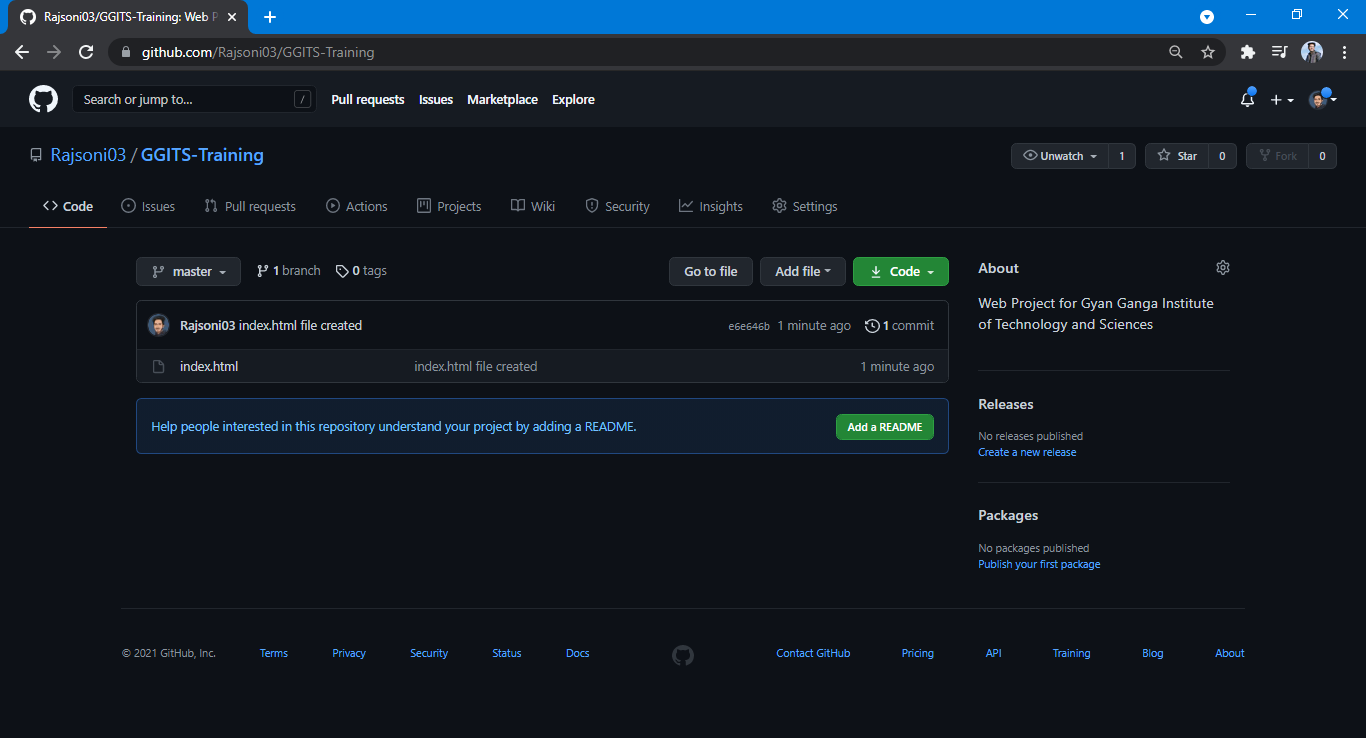 Rajsoni03/GGITS-Training: Web P
github.com/Rajsoni03/GGITS-Training
Search or jump to... / Pull requests Issues Marketplace Explore
Rajsoni03 / GGITS-Training Unwatch 1 Star 0 Fork 0
Code Issues Pull requests Actions Projects Wiki Security Insights Settings
master 1 branch 0 tags Go to file Add file Code
Rajsoni03 index.html file created e6e646b 1 minute ago 1 commit
index.html index.html file created 1 minute ago
Help people interested in this repository understand your project by adding a README. Add a README
About
Web Project for Gyan Ganga Institute
of Technology and Sciences
Releases
No releases published
Create a new release
Packages
No packages published
Publish your first package
© 2021 GitHub, Inc. Terms Privacy Security Status Docs Contact GitHub Pricing API Training Blog About